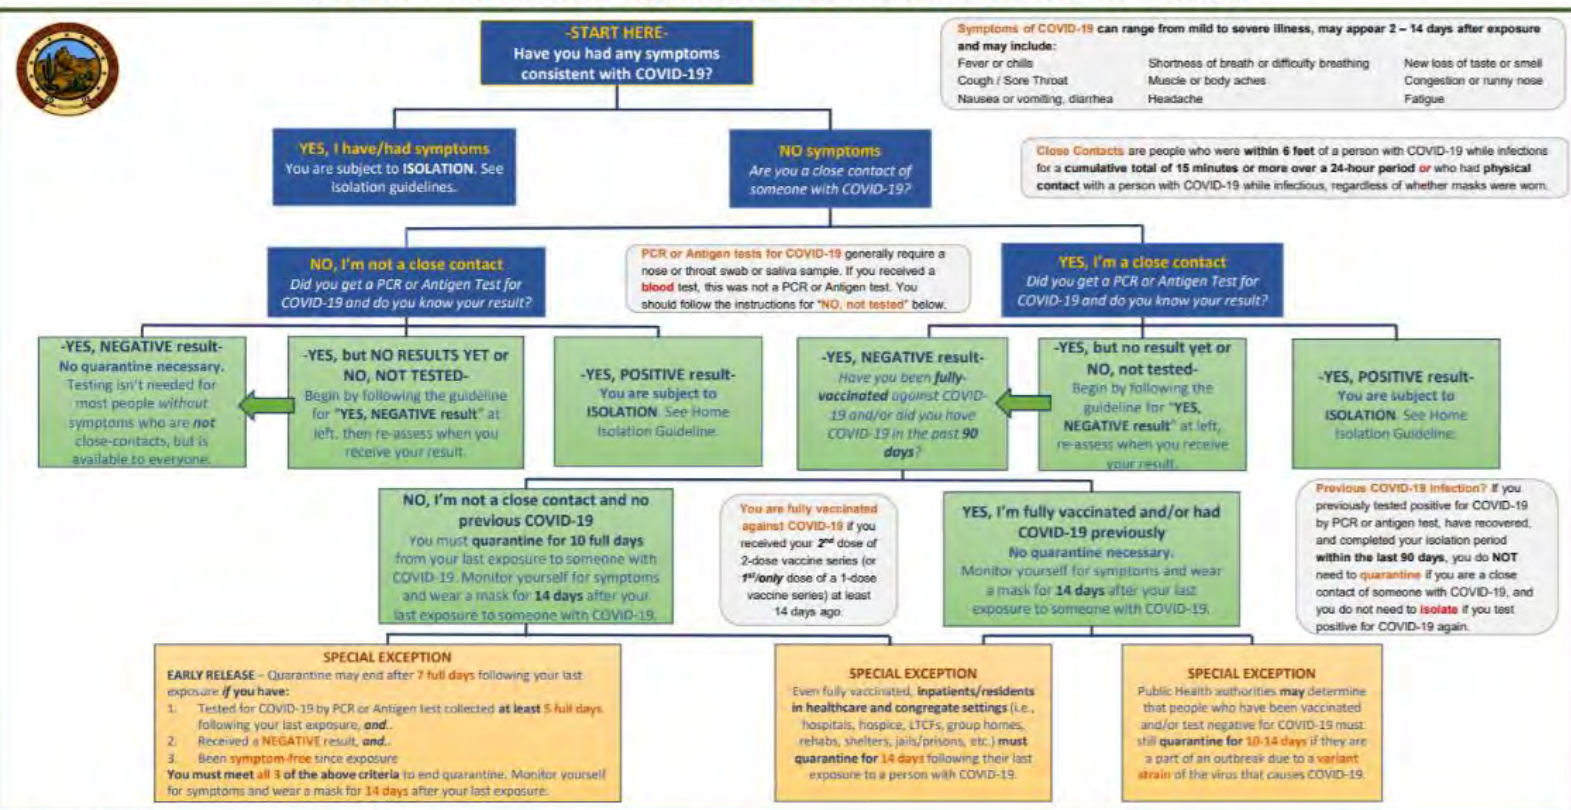 -START HERE-
Have you had any symptoms
consistent with COVID-19?
Symptoms of COVID-19 can range from mild to severe illness, may appear 2 – 14 days after exposure
and may include:
Fever or chills Shortness of breath or difficulty breathing New loss of taste or smell
Cough / Sore Throat Muscle or body aches Congestion or runny nose
Nausea or vomiting, diarrhea Headache Fatigue
YES, I have/had symptoms
You are subject to ISOLATION. See
isolation guidelines.
NO symptoms
Are you a close contact of
someone with COVID-19?
Close Contacts are people who were within 6 feet of a person with COVID-19 while infections
for a cumulative total of 15 minutes or more over a 24-hour period or who had physical
contact with a person with COVID-19 while infectious, regardless of whether masks were worn.
NO, I'm not a close contact
Did you get a PCR or Antigen Test for
COVID-19 and do you know your result?
PCR or Antigen tests for COVID-19 generally require a
nose or throat swab or saliva sample. If you received a
blood test, this was not a PCR or Antigen test. You
should follow the instructions for "NO, not tested" below.
YES, I'm a close contact
Did you get a PCR or Antigen Test for
COVID-19 and do you know your result?
-YES, NEGATIVE result-
No quarantine necessary.
Testing isn't needed for
most people without
symptoms who are not
close-contacts, but is
available to everyone.
-YES, but NO RESULTS YET or
NO, NOT TESTED-
Begin by following the guideline
for "YES, NEGATIVE result" at
left, then re-assess when you
receive your result.
-YES, POSITIVE result-
You are subject to
ISOLATION. See Home
Isolation Guideline.
-YES, NEGATIVE result-
Have you been fully-
vaccinated against COVID-
19 and/or did you have
COVID-19 in the past 90
days?
-YES, but no result yet or
NO, not tested-
Begin by following the
guideline for "YES,
NEGATIVE result" at left,
re-assess when you receive
your result.
-YES, POSITIVE result-
You are subject to
ISOLATION. See Home
Isolation Guideline.
NO, I'm not a close contact and no
previous COVID-19
You must quarantine for 10 full days
from your last exposure to someone with
COVID-19. Monitor yourself for symptoms
and wear a mask for 14 days after your
last exposure to someone with COVID-19.
You are fully vaccinated
against COVID-19 if you
received your 2nd dose of
2-dose vaccine series (or
1st/only dose of a 1-dose
vaccine series) at least
14 days ago.
YES, I'm fully vaccinated and/or had
COVID-19 previously
No quarantine necessary.
Monitor yourself for symptoms and wear
a mask for 14 days after your last
exposure to someone with COVID-19.
Previous COVID-19 Infection? If you
previously tested positive for COVID-19
by PCR or antigen test, have recovered,
and completed your isolation period
within the last 90 days, you do NOT
need to quarantine if you are a close
contact of someone with COVID-19, and
you do not need to isolate if you test
positive for COVID-19 again.
SPECIAL EXCEPTION
EARLY RELEASE – Quarantine may end after 7 full days following your last
exposure if you have:
1. Tested for COVID-19 by PCR or Antigen test collected at least 5 full days
following your last exposure, and..
2. Received a NEGATIVE result, and..
3. Been symptom-free since exposure
You must meet all 3 of the above criteria to end quarantine. Monitor yourself
for symptoms and wear a mask for 14 days after your last exposure.
SPECIAL EXCEPTION
Even fully vaccinated, inpatients/residents
in healthcare and congregate settings (i.e.,
hospitals, hospice, LTCFs, group homes,
rehabs, shelters, jails/prisons, etc.) must
quarantine for 14 days following their last
exposure to a person with COVID-19.
SPECIAL EXCEPTION
Public Health authorities may determine
that people who have been vaccinated
and/or test negative for COVID-19 must
still quarantine for 10-14 days if they are
a part of an outbreak due to a variant
strain of the virus that causes COVID-19.